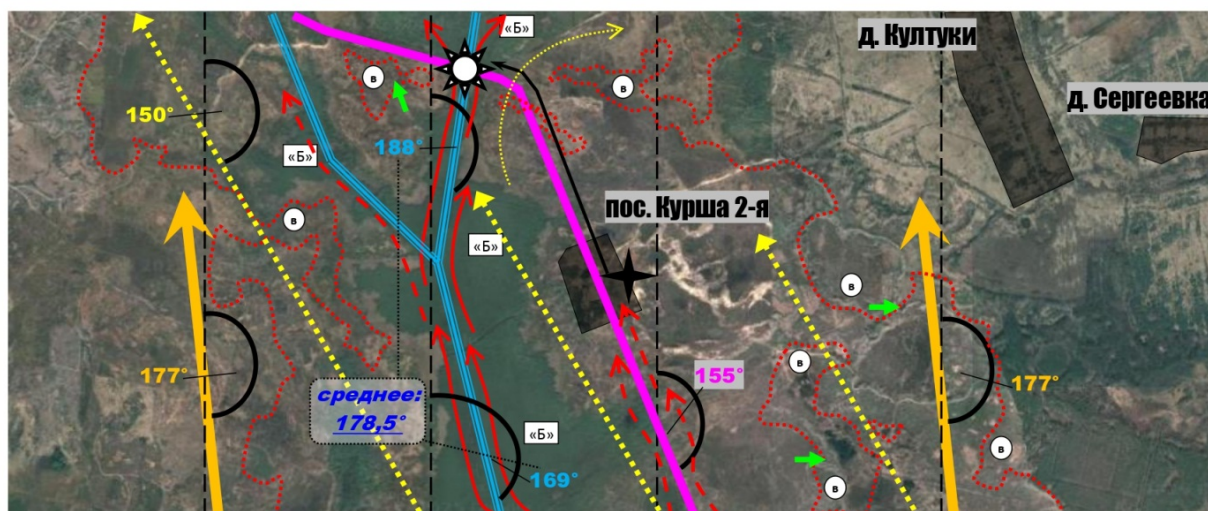 «Б»
д. Култуки
в
в
д. Сергеевка
150°
188°
«Б»
в
пос. Курша 2-я
«Б»
в
177°
в
155°
177°
среднее:
178,5°
«Б»
169°
в
в